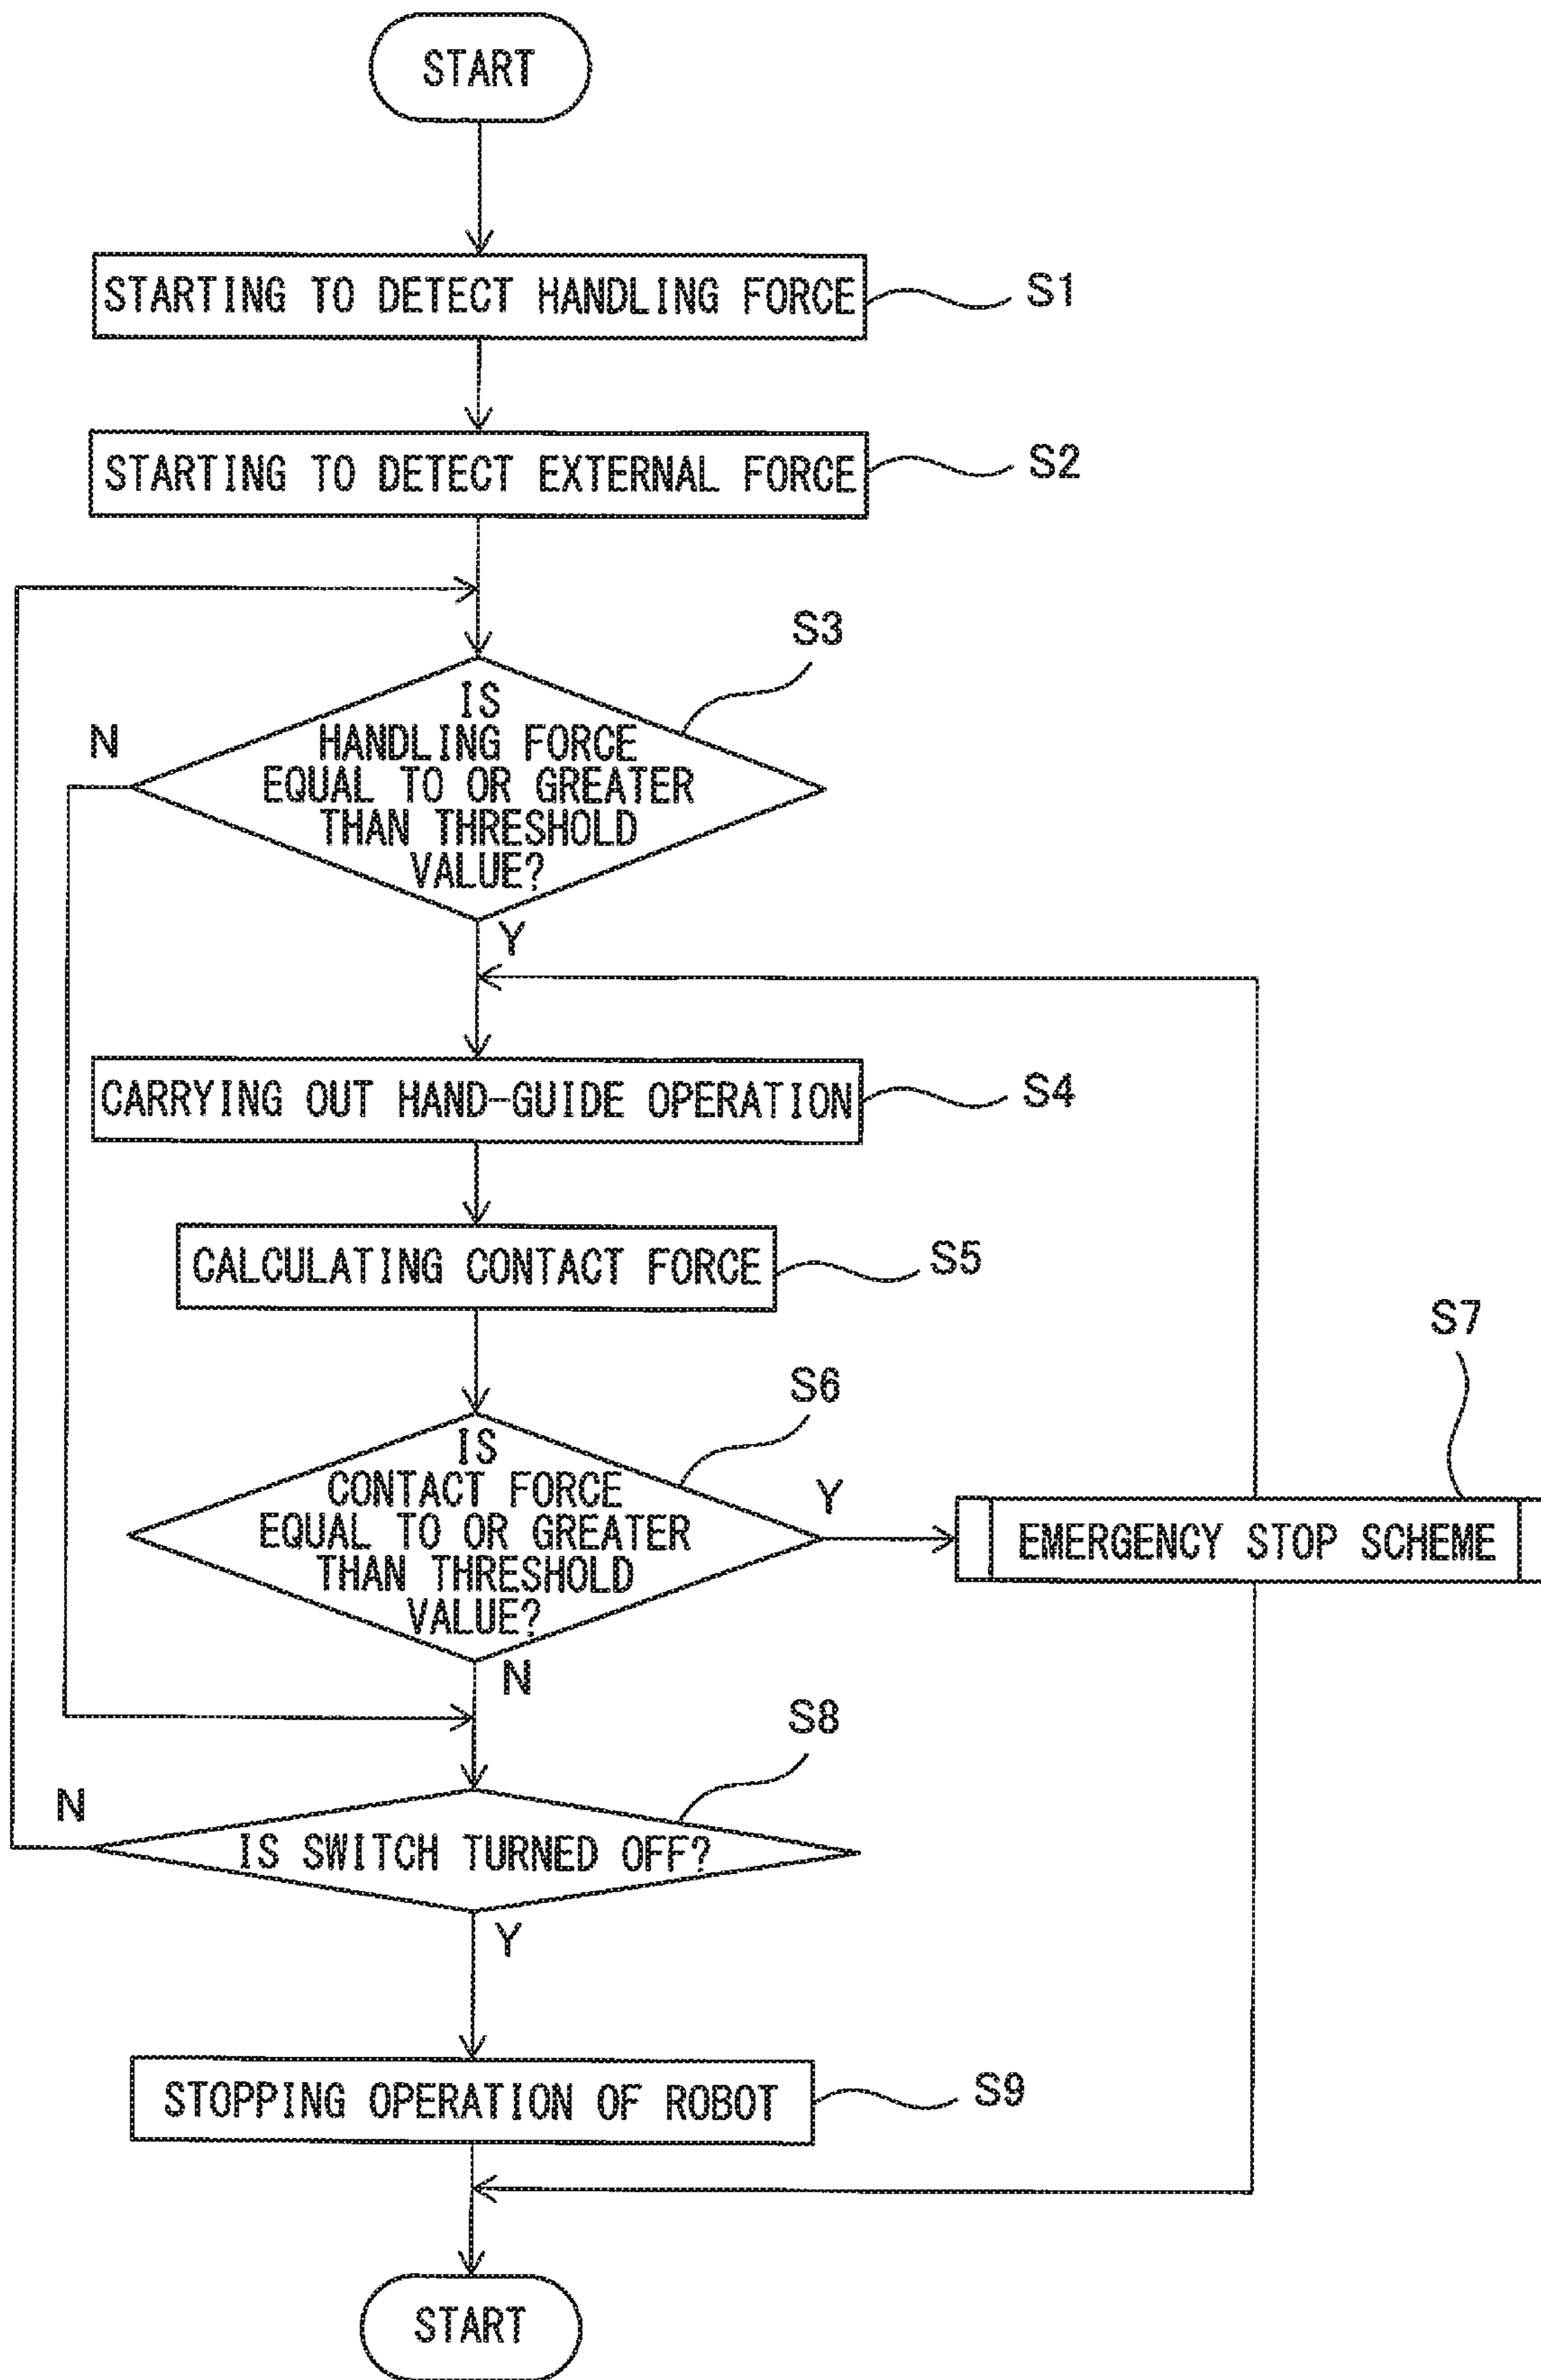 START
STARTING TO DETECT HANDLING FORCE
S1
STARTING TO DETECT EXTERNAL FORCE
S2
S3
N
IS
HANDLING FORCE
EQUAL TO OR GREATER
THAN THRESHOLD
VALUE?
Y
CARRYING OUT HAND-GUIDE OPERATION
S4
CALCULATING CONTACT FORCE
S5
S7
S6
IS
CONTACT FORCE
EQUAL TO OR GREATER
THAN THRESHOLD
VALUE?
Y
EMERGENCY STOP SCHEME
N
S8
N
IS SWITCH TURNED OFF?
Y
STOPPING OPERATION OF ROBOT
S9
START